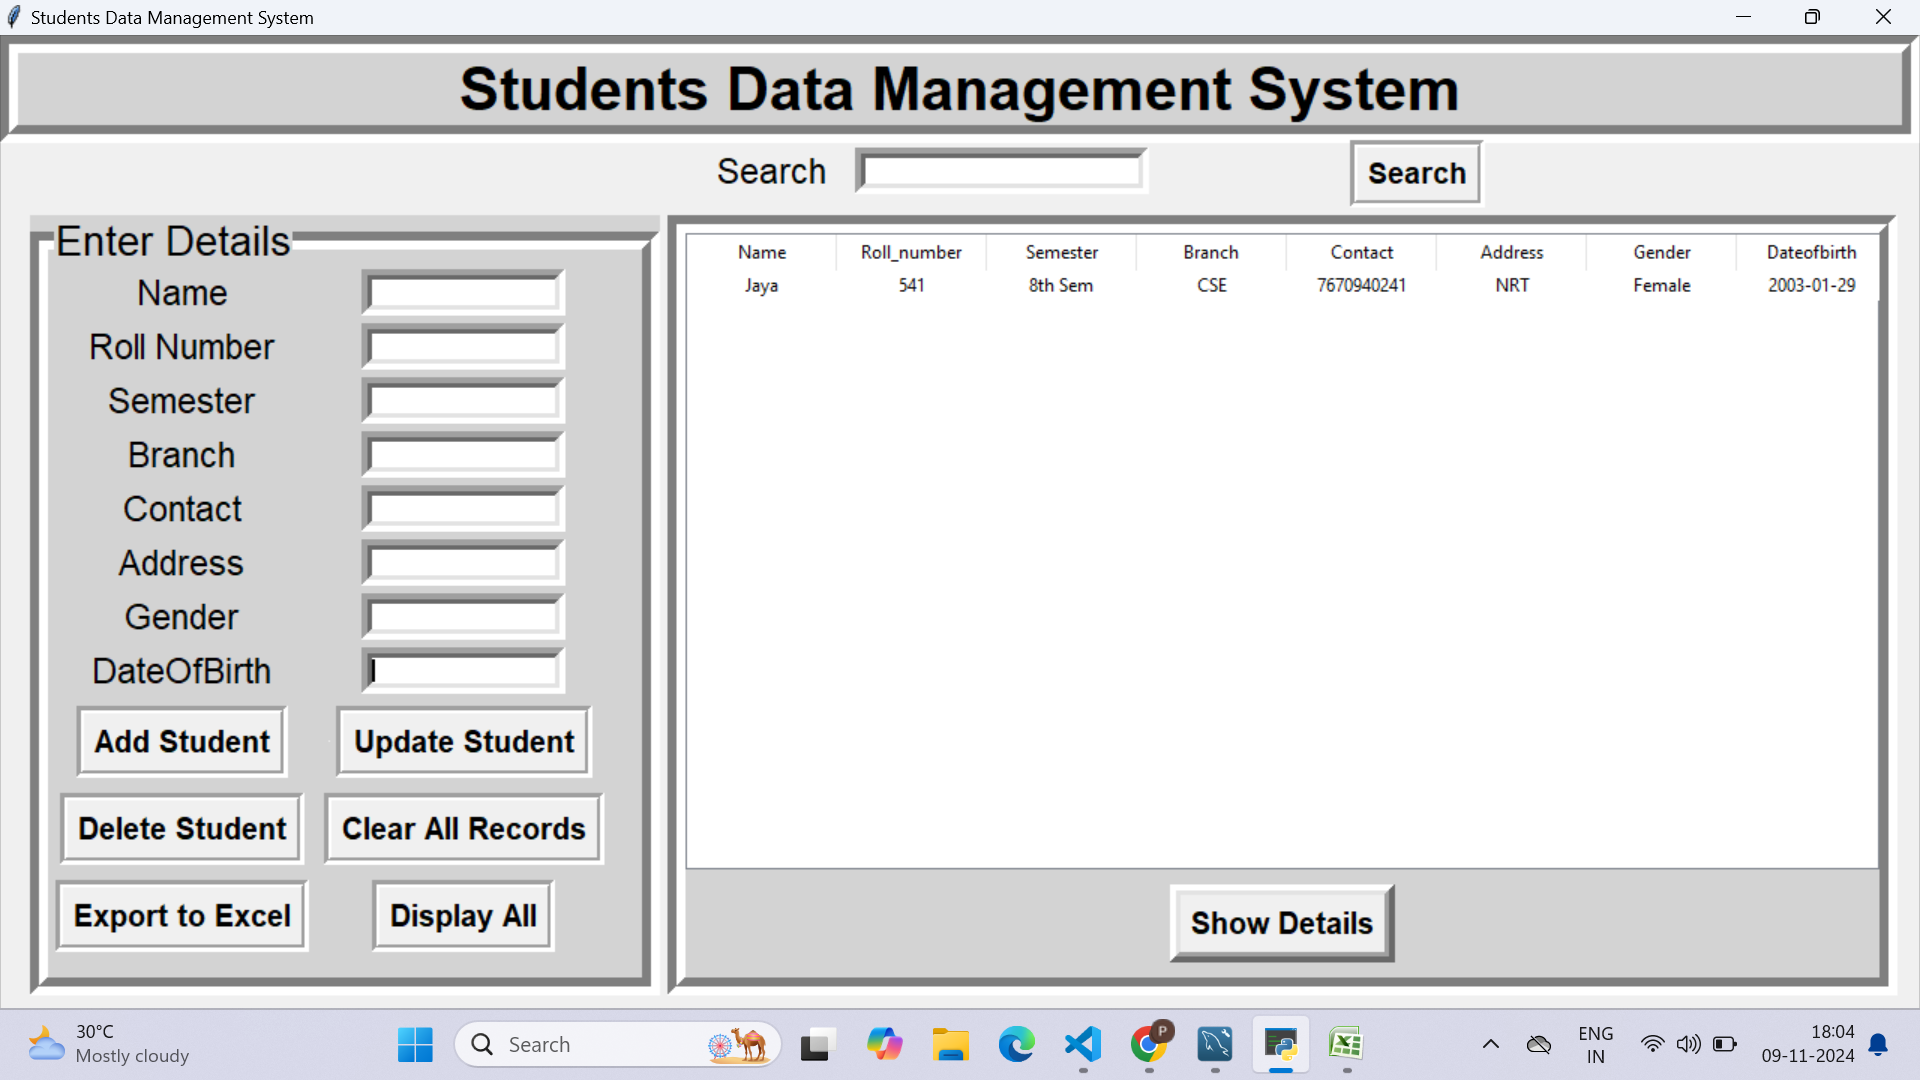 Students Data Management System
Students Data Management System
Search Search
Enter Details
Name
Roll Number
Semester
Branch
Contact
Address
Gender
DateOfBirth
Add Student Update Student
Delete Student Clear All Records
Export to Excel Display All
Name Roll_number Semester Branch Contact Address Gender Dateofbirth
Jaya 541 8th Sem CSE 7670940241 NRT Female 2003-01-29
Show Details
30°C
Mostly cloudy
Search
P
ENG
IN
18:04
09-11-2024